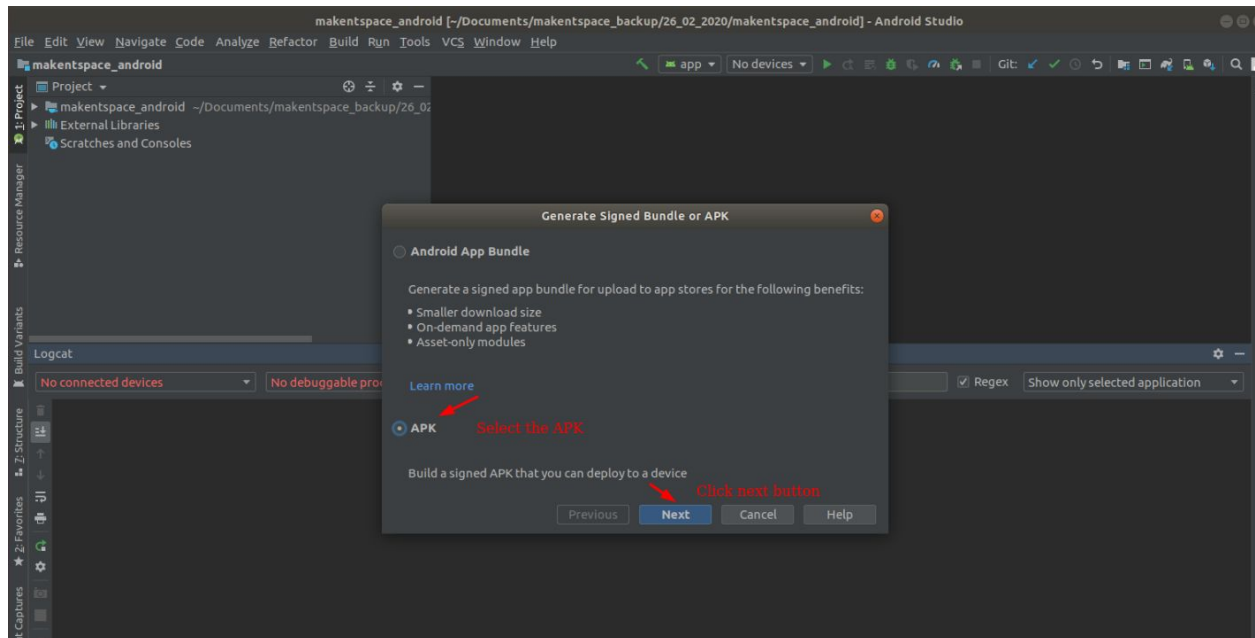 makentspace_android [~/Documents/makentspace_backup/26_02_2020/makentspace_android] - Android Studio
File Edit View Navigate Code Analyze Refactor Build Run Tools VCS Window Help
makentspace_android
app
No devices
Git:
1: Project
Project
makentspace_android ~/Documents/makentspace_backup/26_02
External Libraries
Scratches and Consoles
Resource Manager
Generate Signed Bundle or APK
Android App Bundle
Generate a signed app bundle for upload to app stores for the following benefits:
• Smaller download size
• On-demand app features
• Asset-only modules
Learn more
APK
Select the APK
Build a signed APK that you can deploy to a device
Click next button
Previous Next Cancel Help
Build Variants
Logcat
No connected devices
No debuggable pro
Regex
Show only selected application
7: Structure
2: Favorites
t Captures